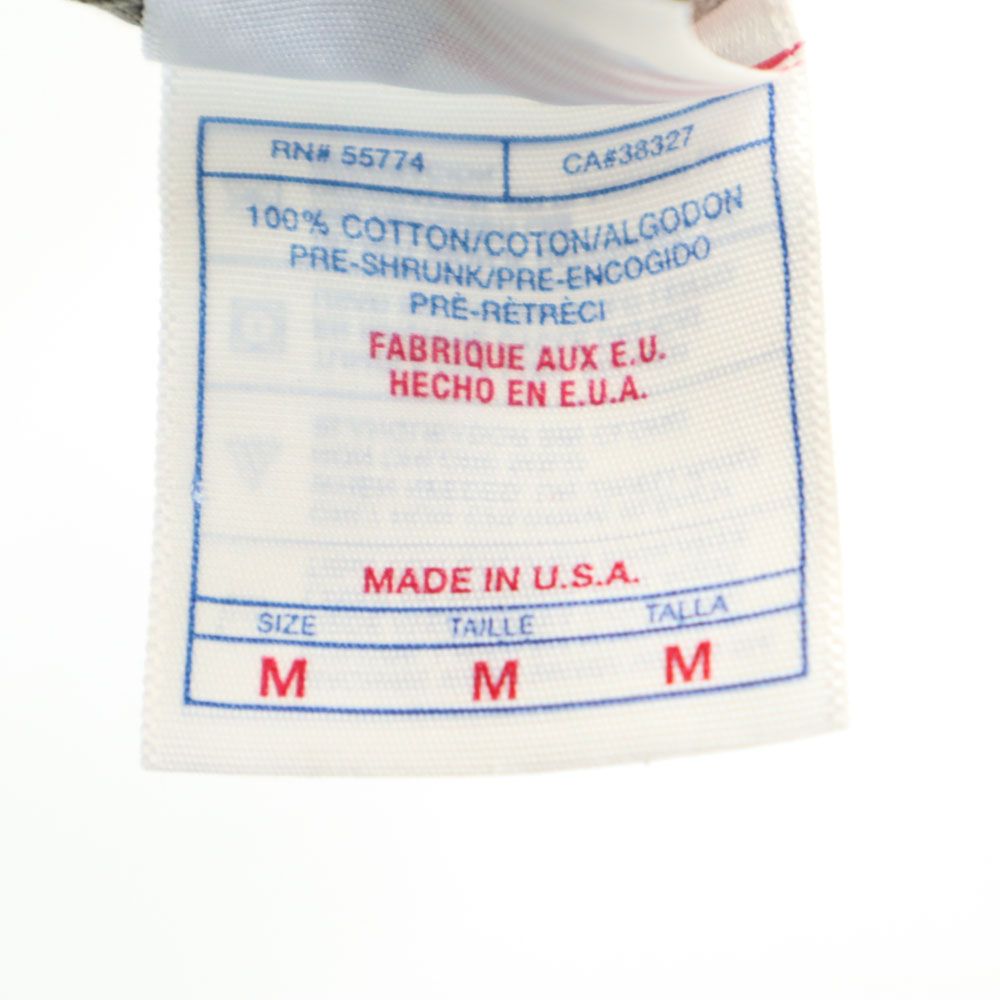 RN# 55774 CA#38327
100% COTTON/COTON/ALGODON
PRE-SHRUNK/PRE-ENCOGIDO
PRÈ-RÈTRÈCI
FABRIQUE AUX E.U.
HECHO EN E.U.A.
MADE IN U.S.A.
SIZE TAILLE TALLA
M M M